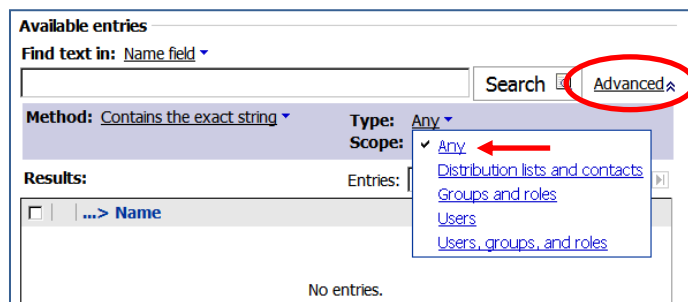 Available entries
Find text in: Name field
Search Advanced
Method: Contains the exact string Type: Any
Scope:
Any
Distribution lists and contacts
Groups and roles
Users
Users, groups, and roles
Results: Entries:
...> Name
No entries.